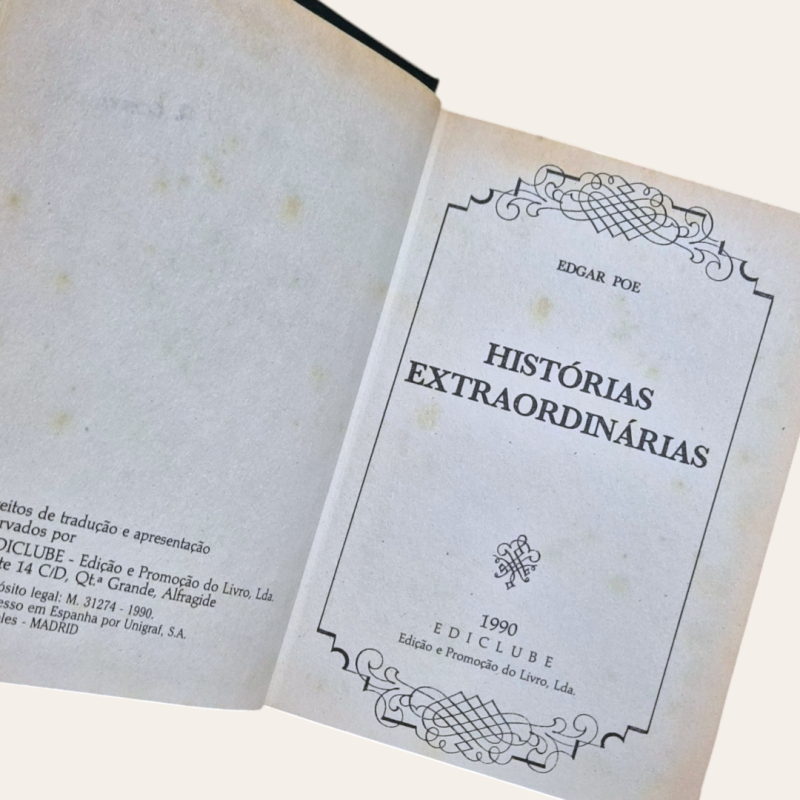 eitos de tradução e apresentação
rvados por
DICLUBE - Edição e Promoção do Livro, Lda.
te 14 C/D, Qt.ª Grande, Alfragide
ósito legal: M. 31274 - 1990.
esso em Espanha por Unigraf, S.A.
les - MADRID
EDGAR POE
HISTÓRIAS
EXTRAORDINÁRIAS
1990
EDICLUBE
Edição e Promoção do Livro, Lda.